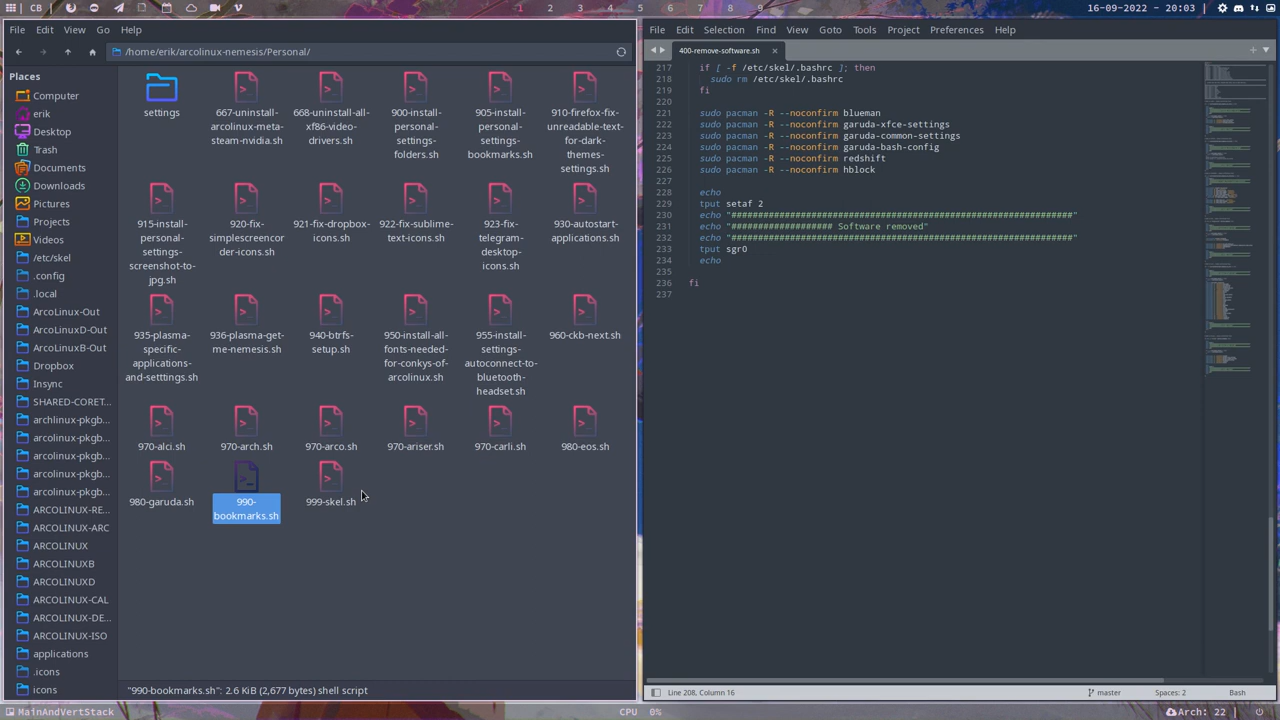 CB
1 2 3 4 5 6 7 8 9
16-09-2022 - 20:03
File Edit View Go Help
/home/erik/arcolinux-nemesis/Personal/
Places
Computer
erik
Desktop
Trash
Documents
Downloads
Pictures
Projects
Videos
/etc/skel
.config
.local
ArcoLinux-Out
ArcoLinuxD-Out
ArcoLinuxB-Out
Dropbox
Insync
SHARED-CORET...
archlinux-pkgb...
arcolinux-pkgb...
arcolinux-pkgb...
arcolinux-pkgb...
arcolinux-pkgb...
ARCOLINUX-RE...
ARCOLINUX-ARC
ARCOLINUX
ARCOLINUXB
ARCOLINUXD
ARCOLINUX-CAL
ARCOLINUX-DE...
ARCOLINUX-ISO
applications
.icons
icons
settings
667-uninstall-
arcolinux-meta-
steam-nvidia.sh
668-uninstall-all-
xf86-video-
drivers.sh
900-install-
personal-
settings-
folders.sh
905-install-
personal-
settings-
bookmarks.sh
910-firefox-fix-
unreadable-text-
for-dark-
themes-
settings.sh
915-install-
personal-
settings-
screenshot-to-
jpg.sh
920-fix-
simplescreencor
der-icons.sh
921-fix-dropbox-
icons.sh
922-fix-sublime-
text-icons.sh
923-fix-
telegram-
desktop-
icons.sh
930-autostart-
applications.sh
935-plasma-
specific-
applications-
and-setttings.sh
936-plasma-get-
me-nemesis.sh
940-btrfs-
setup.sh
950-install-all-
fonts-needed-
for-conkys-of-
arcolinux.sh
955-install-
settings-
autoconnect-to-
bluetooth-
headset.sh
960-ckb-next.sh
970-alci.sh
970-arch.sh
970-arco.sh
970-ariser.sh
970-carli.sh
980-eos.sh
980-garuda.sh
990-
bookmarks.sh
999-skel.sh
"990-bookmarks.sh": 2.6 KiB (2,677 bytes) shell script
File Edit Selection Find View Goto Tools Project Preferences Help
400-remove-software.sh
217 if [ -f /etc/skel/.bashrc ]; then
218 sudo rm /etc/skel/.bashrc
219 fi
220
221 sudo pacman -R --noconfirm blueman
222 sudo pacman -R --noconfirm garuda-xfce-settings
223 sudo pacman -R --noconfirm garuda-common-settings
224 sudo pacman -R --noconfirm garuda-bash-config
225 sudo pacman -R --noconfirm redshift
226 sudo pacman -R --noconfirm hblock
227
228 echo
229 tput setaf 2
230 echo "################################################################"
231 echo "################### Software removed"
232 echo "################################################################"
233 tput sgr0
234 echo
235
236 fi
237
Line 208, Column 16
master
Spaces: 2
Bash
MainAndVertStack
CPU 0%
Arch: 22